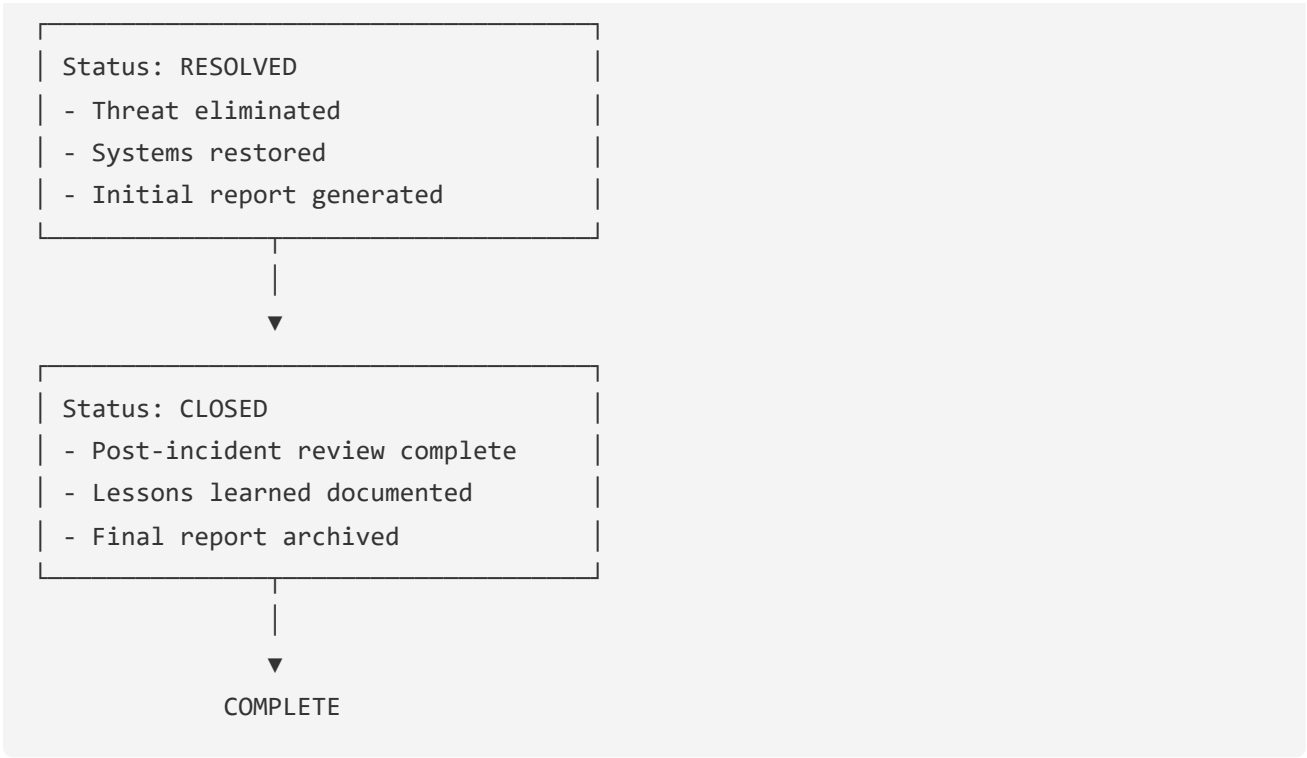 Status: RESOLVED
- Threat eliminated
- Systems restored
- Initial report generated
Status: CLOSED
- Post-incident review complete
- Lessons learned documented
- Final report archived
COMPLETE